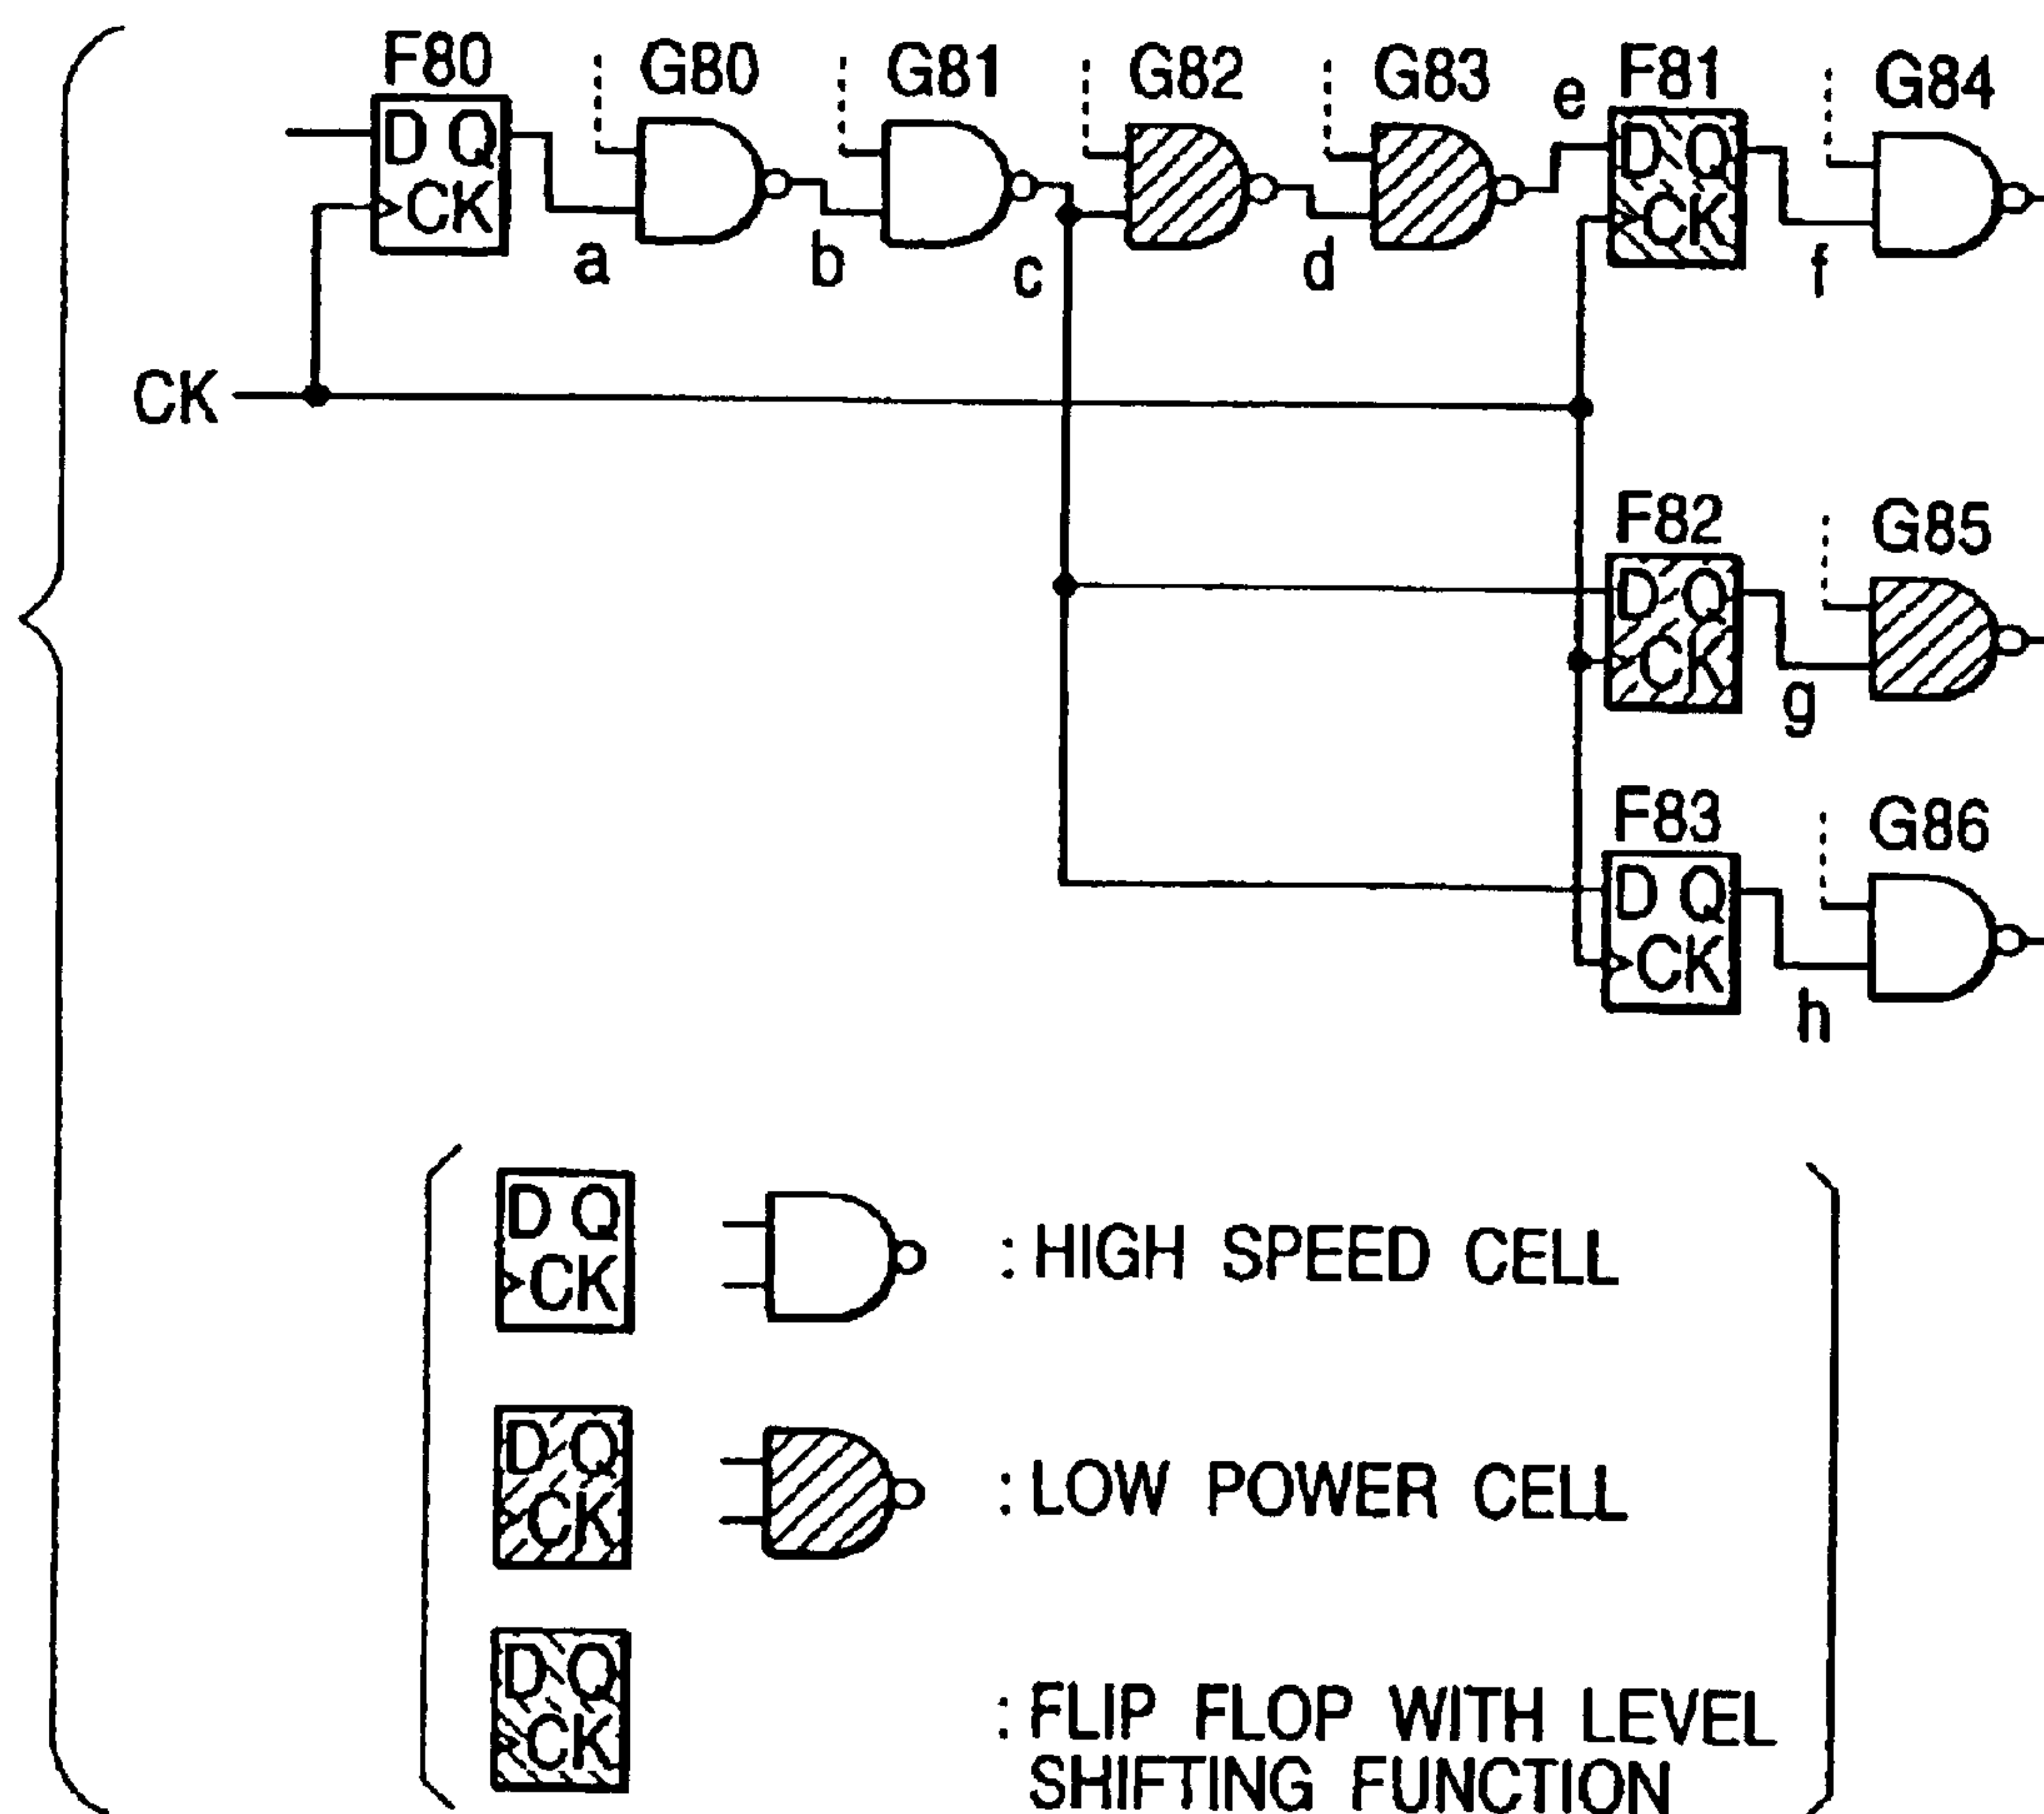 F80 G80 G81 G82 G83 e F81 G84
D Q
CK
D Q
CK
a b c d f
CK
F82 G85
D Q
CK
g
F83 G86
D Q
CK
h
D Q
CK
: HIGH SPEED CELL
D Q
CK
: LOW POWER CELL
D Q
CK
: FLIP FLOP WITH LEVEL
SHIFTING FUNCTION